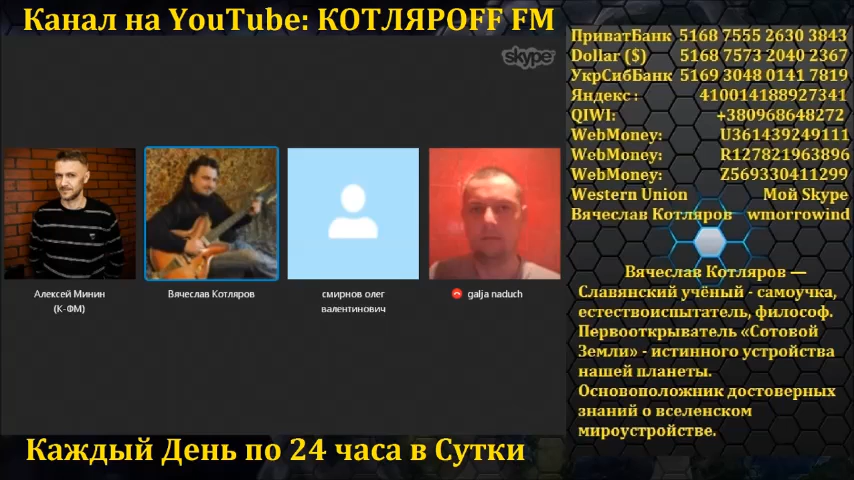 Канал на YouTube: КОТЛЯРОFF FM
skype
ПриватБанк 5168 7555 2630 3843
Dollar ($) 5168 7573 2040 2367
УкрСибБанк 5169 3048 0141 7819
Яндекс : 410014188927341
QIWI: +380968648272
WebMoney: U361439249111
WebMoney: R127821963896
WebMoney: Z569330411299
Western Union Мой Skype
Вячеслав Котляров wmorrowind
Алексей Минин
(К-ФМ)
Вячеслав Котляров
смирнов олег
валентинович
galja naduch
Вячеслав Котляров —
Славянский учёный - самоучка,
естествоиспытатель, философ.
Первооткрыватель «Сотовой
Земли» - истинного устройства
нашей планеты.
Основоположник достоверных
знаний о вселенском
мироустройстве.
Каждый День по 24 часа в Сутки